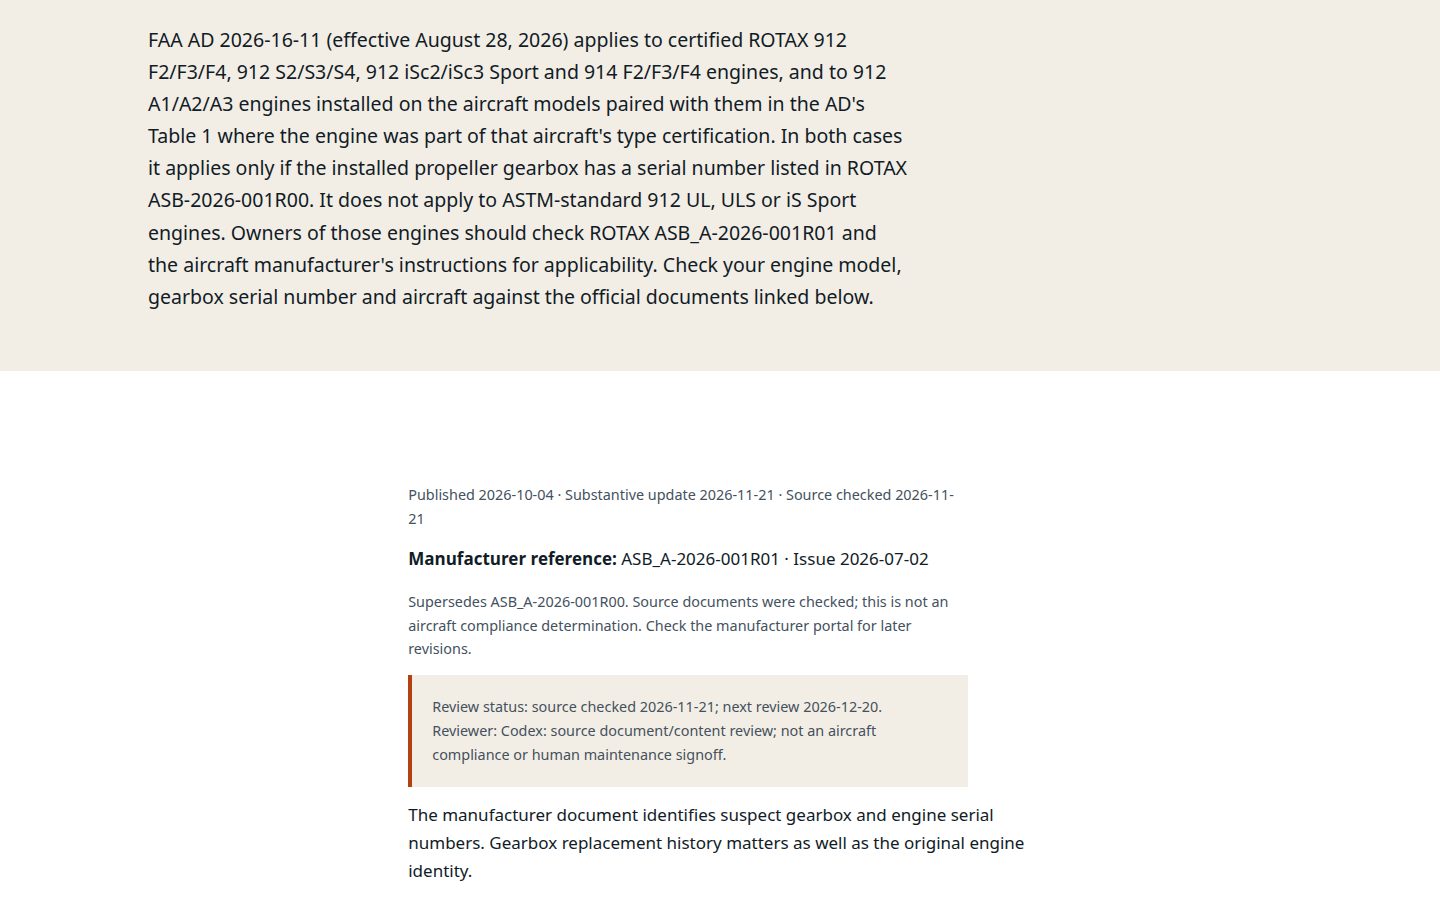 FAA AD 2026-16-11 (effective August 28, 2026) applies to certified ROTAX 912
F2/F3/F4, 912 S2/S3/S4, 912 iSc2/iSc3 Sport and 914 F2/F3/F4 engines, and to 912
A1/A2/A3 engines installed on the aircraft models paired with them in the AD's
Table 1 where the engine was part of that aircraft's type certification. In both cases
it applies only if the installed propeller gearbox has a serial number listed in ROTAX
ASB-2026-001R00. It does not apply to ASTM-standard 912 UL, ULS or iS Sport
engines. Owners of those engines should check ROTAX ASB_A-2026-001R01 and
the aircraft manufacturer's instructions for applicability. Check your engine model,
gearbox serial number and aircraft against the official documents linked below.
Published 2026-10-04 · Substantive update 2026-11-21 · Source checked 2026-11-
21
Manufacturer reference: ASB_A-2026-001R01 · Issue 2026-07-02
Supersedes ASB_A-2026-001R00. Source documents were checked; this is not an
aircraft compliance determination. Check the manufacturer portal for later
revisions.
Review status: source checked 2026-11-21; next review 2026-12-20.
Reviewer: Codex: source document/content review; not an aircraft
compliance or human maintenance signoff.
The manufacturer document identifies suspect gearbox and engine serial
numbers. Gearbox replacement history matters as well as the original engine
identity.